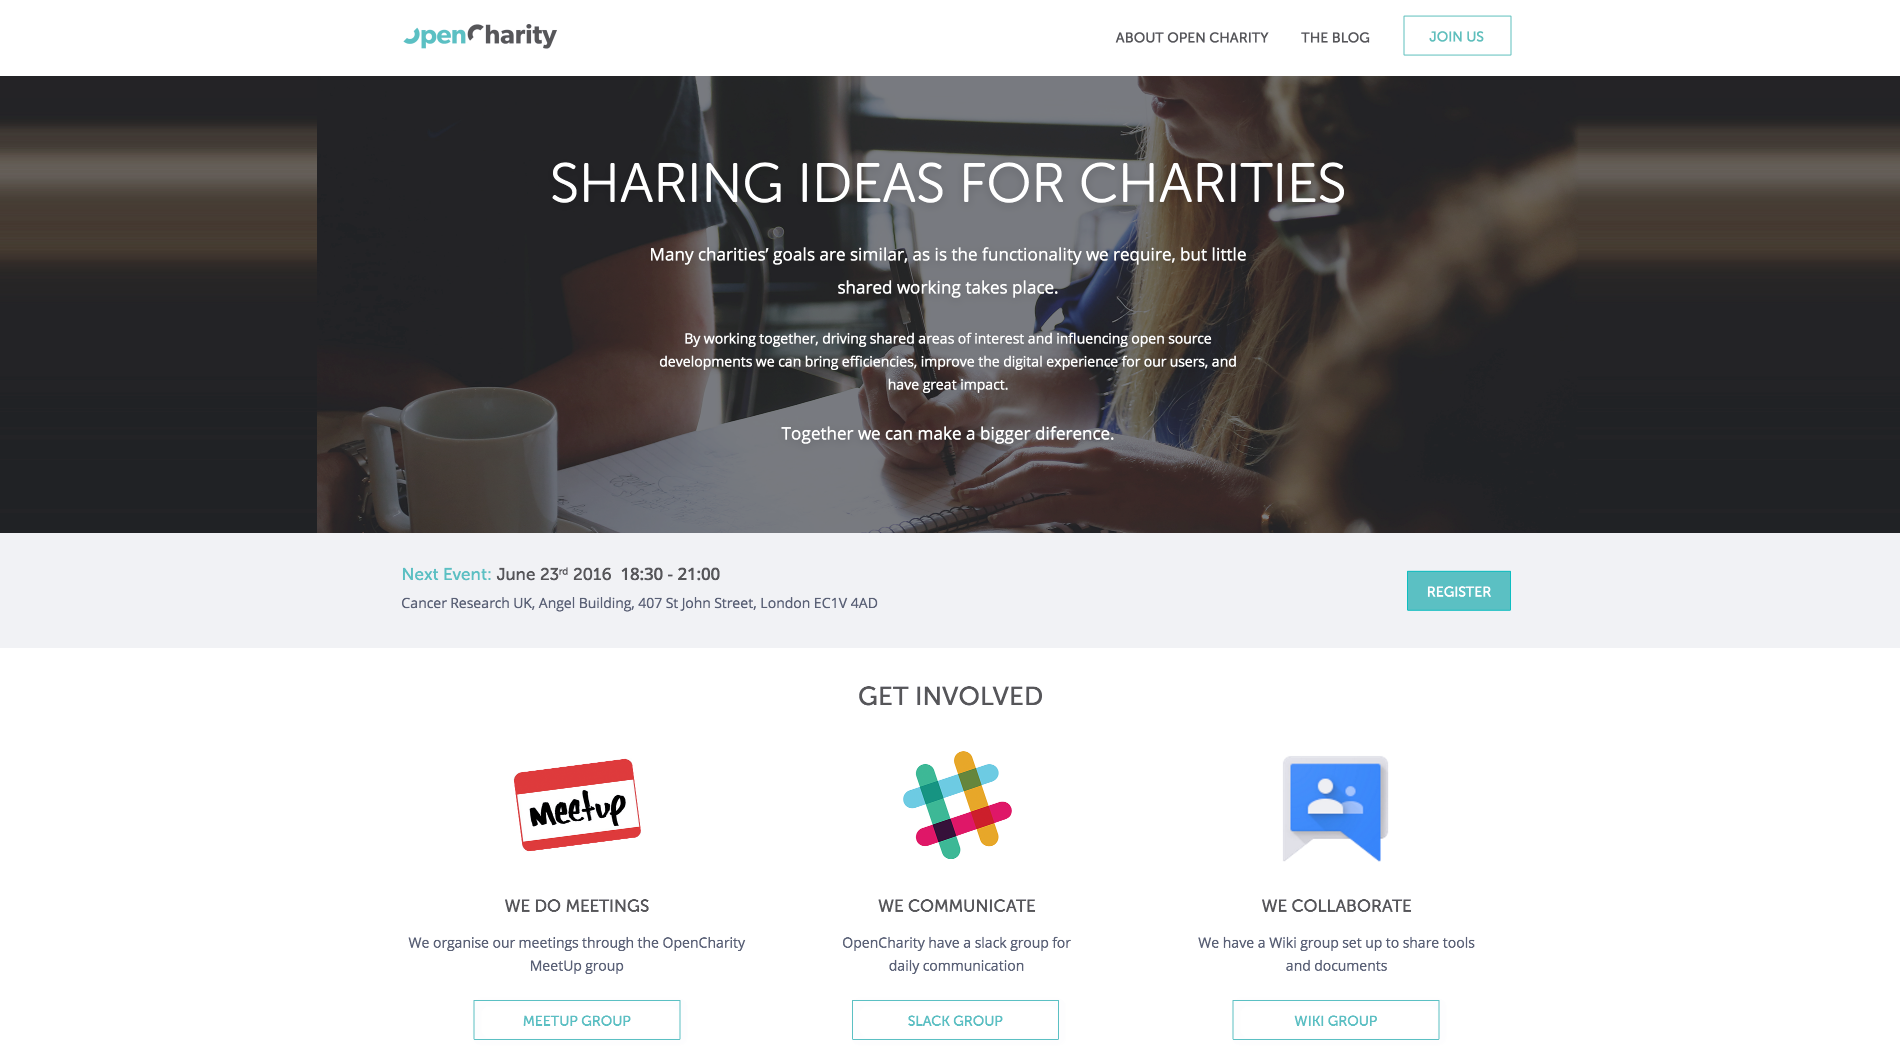 OpenCharity
ABOUT OPEN CHARITY
THE BLOG
JOIN US
SHARING IDEAS FOR CHARITIES
Many charities’ goals are similar, as is the functionality we require, but little
shared working takes place.
By working together, driving shared areas of interest and influencing open source
developments we can bring efficiencies, improve the digital experience for our users, and
have great impact.
Together we can make a bigger diference.
Next Event: June 23rd 2016 18:30 - 21:00
Cancer Research UK, Angel Building, 407 St John Street, London EC1V 4AD
REGISTER
GET INVOLVED
meetup
WE DO MEETINGS
We organise our meetings through the OpenCharity
MeetUp group
MEETUP GROUP
WE COMMUNICATE
OpenCharity have a slack group for
daily communication
SLACK GROUP
WE COLLABORATE
We have a Wiki group set up to share tools
and documents
WIKI GROUP